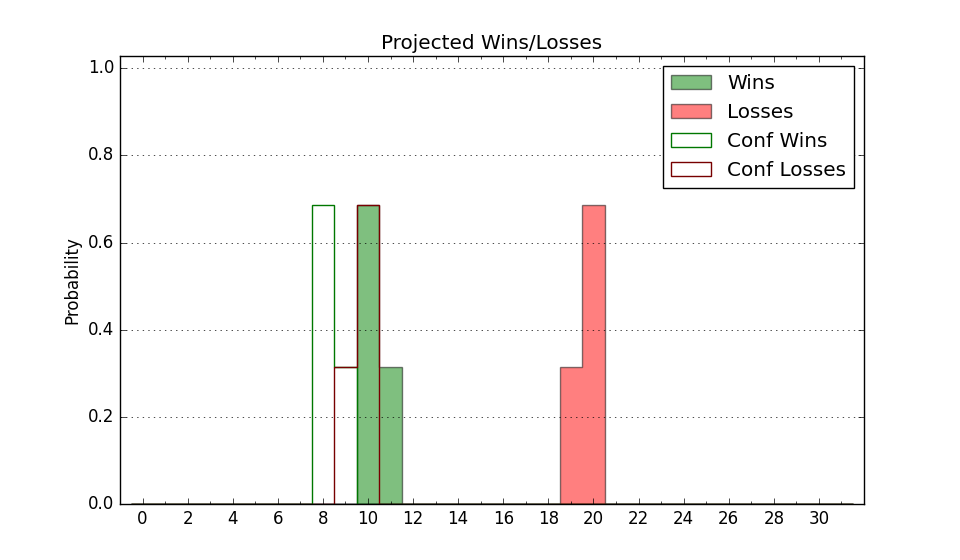 Projected Wins/Losses
1.0
0.8
0.6
0.4
0.2
0.0
Probability
Wins
Losses
Conf Wins
Conf Losses
0 2 4 6 8 10 12 14 16 18 20 22 24 26 28 30